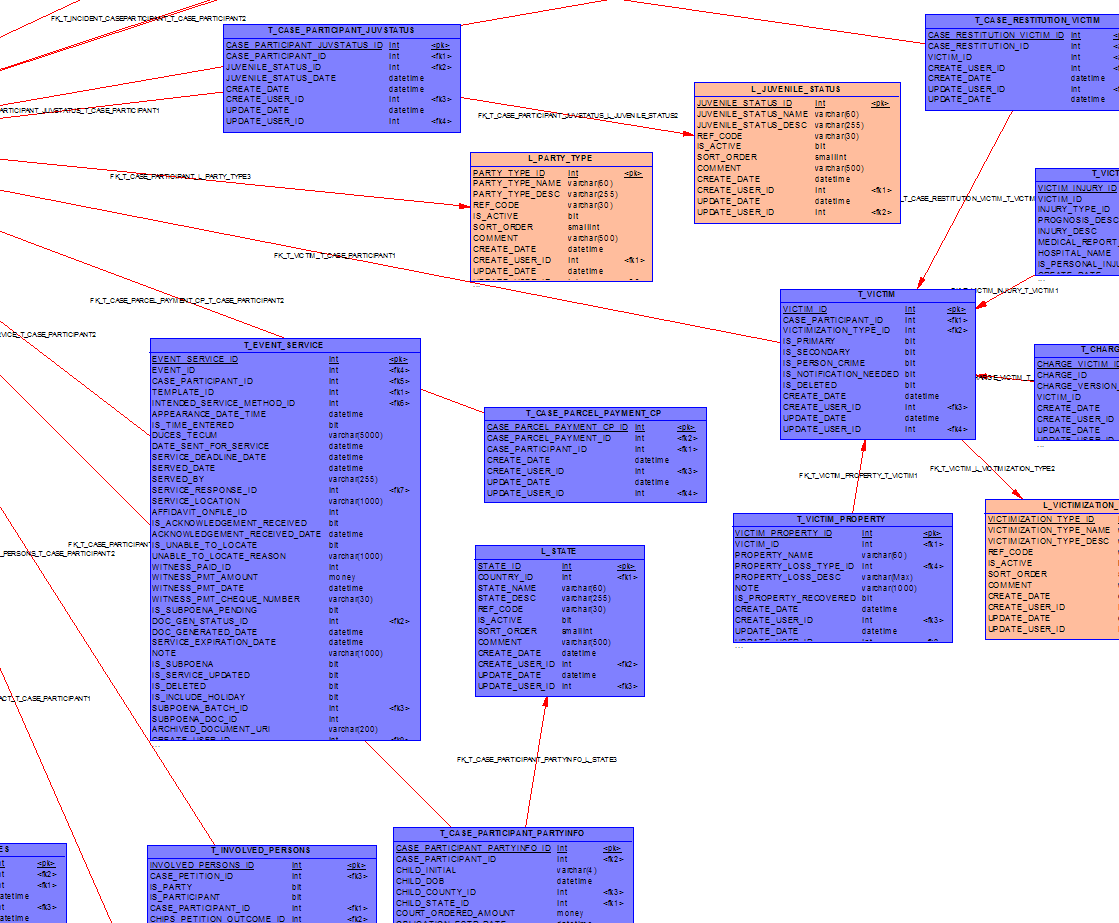 FK_INCIDENT_CASEPARTICIPANT_T_CASE_PARTICIPANT2
T_CASE_PARTICIPANT_JUVSTATUS
CASE_PARTICIPANT_JUVSTATUS_ID int <pk>
CASE_PARTICIPANT_ID int <fk1>
JUVENILE_STATUS_ID int <fk2>
JUVENILE_STATUS_DATE datetime
CREATE_DATE datetime
CREATE_USER_ID int <fk3>
UPDATE_DATE datetime
UPDATE_USER_ID int <fk4>
T_CASE_RESTITUTION_VICTIM
CASE_RESTITUTION_VICTIM_ID int
CASE_RESTITUTION_ID int
VICTIM_ID int
CREATE_USER_ID int
CREATE_DATE datetime
UPDATE_USER_ID int
UPDATE_DATE datetime
ARTICIPANT_JUVSTATUS_T_CASE_PARTICIPANT1
FK_T_CASE_PARTICIPANT_JUVSTATUS_L_JUVENILE_STATUS2
L_JUVENILE_STATUS
JUVENILE_STATUS_ID int <pk>
JUVENILE_STATUS_NAME varchar(60)
JUVENILE_STATUS_DESC varchar(255)
REF_CODE varchar(30)
IS_ACTIVE bit
SORT_ORDER smallint
COMMENT varchar(500)
CREATE_DATE datetime
CREATE_USER_ID int <fk1>
UPDATE_DATE datetime
UPDATE_USER_ID int <fk2>
FK_T_CASE_PARTICIPANT_L_PARTY_TYPE3
L_PARTY_TYPE
PARTY_TYPE_ID int <pk>
PARTY_TYPE_NAME varchar(60)
PARTY_TYPE_DESC varchar(255)
REF_CODE varchar(30)
IS_ACTIVE bit
SORT_ORDER smallint
COMMENT varchar(500)
CREATE_DATE datetime
CREATE_USER_ID int <fk1>
UPDATE_DATE datetime
...
_T_CASE_RESTITUTION_VICTIM_T_VICTIM
T_VICT
VICTIM_INJURY_ID
VICTIM_ID
INJURY_TYPE_ID
PROGNOSIS_DESC
INJURY_DESC
MEDICAL_REPORT
HOSPITAL_NAME
IS_PERSONAL_INJU
CREATE_DATE
...
FK_T_VICTIM_T_CASE_PARTICIPANT1
VICTIM_INJURY_T_VICTIM1
T_VICTIM
VICTIM_ID int <pk>
CASE_PARTICIPANT_ID int <fk1>
VICTIMIZATION_TYPE_ID int <fk2>
IS_PRIMARY bit
IS_SECONDARY bit
IS_PERSON_CRIME bit
IS_NOTIFICATION_NEEDED bit
IS_DELETED bit
CREATE_DATE datetime
CREATE_USER_ID int <fk3>
UPDATE_DATE datetime
UPDATE_USER_ID int <fk4>
FK_T_CASE_PARCEL_PAYMENT_CP_T_CASE_PARTICIPANT2
VICE_T_CASE_PARTICIPANT2
T_EVENT_SERVICE
EVENT_SERVICE_ID int <pk>
EVENT_ID int <fk4>
CASE_PARTICIPANT_ID int <fk5>
TEMPLATE_ID int <fk1>
INTENDED_SERVICE_METHOD_ID int <fk6>
APPEARANCE_DATE_TIME datetime
IS_TIME_ENTERED bit
DUCES_TECUM varchar(5000)
DATE_SENT_FOR_SERVICE datetime
SERVICE_DEADLINE_DATE datetime
SERVED_DATE datetime
SERVED_BY varchar(255)
SERVICE_RESPONSE_ID int <fk7>
SERVICE_LOCATION varchar(1000)
AFFIDAVIT_ONFILE_ID int
IS_ACKNOWLEDGEMENT_RECEIVED bit
ACKNOWLEDGEMENT_RECEIVED_DATE datetime
IS_UNABLE_TO_LOCATE bit
UNABLE_TO_LOCATE_REASON varchar(1000)
WITNESS_PAID_ID int
WITNESS_PMT_AMOUNT money
WITNESS_PMT_DATE datetime
WITNESS_PMT_CHEQUE_NUMBER varchar(30)
IS_SUBPOENA_PENDING bit
DOC_GEN_STATUS_ID int <fk2>
DOC_GENERATED_DATE datetime
SERVICE_EXPIRATION_DATE datetime
NOTE varchar(1000)
IS_SUBPOENA bit
IS_SERVICE_UPDATED bit
IS_DELETED bit
IS_INCLUDE_HOLIDAY bit
SUBPOENA_BATCH_ID int <fk3>
SUBPOENA_DOC_ID int
ARCHIVED_DOCUMENT_URI varchar(200)
CREATE_USER_ID int
...
T_CHARG
CHARGE_VICTIM_ID
CHARGE_ID
CHARGE_VERSION_
VICTIM_ID
CREATE_DATE
CREATE_USER_ID
UPDATE_DATE
UPDATE_USER_ID
...
T_CASE_PARCEL_PAYMENT_CP
CASE_PARCEL_PAYMENT_CP_ID int <pk>
CASE_PARCEL_PAYMENT_ID int <fk2>
CASE_PARTICIPANT_ID int <fk1>
CREATE_DATE datetime
CREATE_USER_ID int <fk3>
UPDATE_DATE datetime
UPDATE_USER_ID int <fk4>
FK_T_VICTIM_PROPERTY_T_VICTIM1
FK_T_VICTIM_L_VICTIMIZATION_TYPE2
T_VICTIM_PROPERTY
VICTIM_PROPERTY_ID int <pk>
VICTIM_ID int <fk1>
PROPERTY_NAME varchar(60)
PROPERTY_LOSS_TYPE_ID int <fk4>
PROPERTY_LOSS_DESC varchar(Max)
NOTE varchar(1000)
IS_PROPERTY_RECOVERED bit
CREATE_DATE datetime
CREATE_USER_ID int <fk3>
UPDATE_DATE datetime
UPDATE_USER_ID int
...
L_VICTIMIZATION_
VICTIMIZATION_TYPE_ID
VICTIMIZATION_TYPE_NAME
VICTIMIZATION_TYPE_DESC
REF_CODE
IS_ACTIVE
SORT_ORDER
COMMENT
CREATE_DATE
CREATE_USER_ID
UPDATE_DATE
UPDATE_USER_ID
FK_T_CASE_PARTICIPANT
_PERSONS_T_CASE_PARTICIPANT2
L_STATE
STATE_ID int <pk>
COUNTRY_ID int <fk1>
STATE_NAME varchar(60)
STATE_DESC varchar(255)
REF_CODE varchar(30)
IS_ACTIVE bit
SORT_ORDER smallint
COMMENT varchar(500)
CREATE_DATE datetime
CREATE_USER_ID int <fk2>
UPDATE_DATE datetime
UPDATE_USER_ID int <fk3>
ACT_T_CASE_PARTICIPANT1
FK_T_CASE_PARTICIPANT_PARTYINFO_L_STATE3
ES
int <pk>
int <fk2>
int <fk1>
datetime
int <fk3>
datetime
T_INVOLVED_PERSONS
INVOLVED_PERSONS_ID int <pk>
CASE_PETITION_ID int <fk3>
IS_PARTY bit
IS_PARTICIPANT bit
CASE_PARTICIPANT_ID int <fk1>
CHIPS_PETITION_OUTCOME_ID int <fk2>
T_CASE_PARTICIPANT_PARTYINFO
CASE_PARTICIPANT_PARTYINFO_ID int <pk>
CASE_PARTICIPANT_ID int <fk2>
CHILD_INITIAL varchar(4)
CHILD_DOB datetime
CHILD_COUNTY_ID int <fk3>
CHILD_STATE_ID int <fk1>
COURT_ORDERED_AMOUNT money